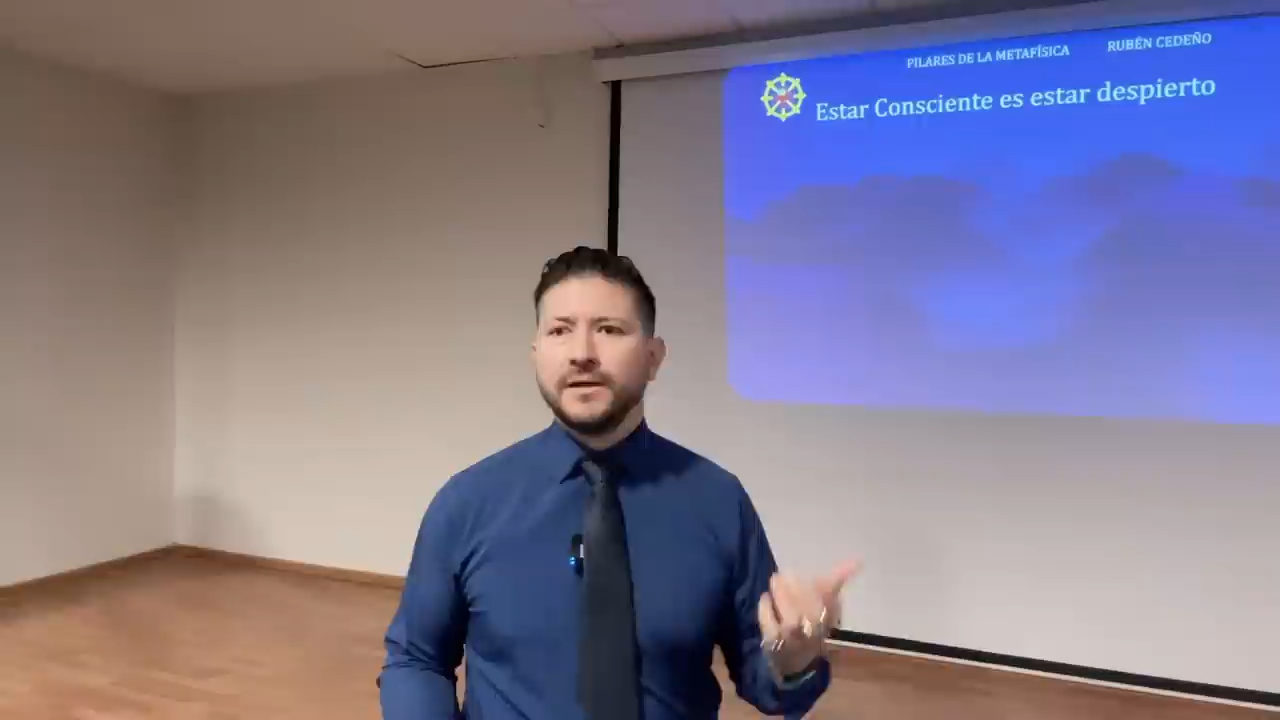 PILARES DE LA METAFÍSICA RUBÉN CEDEÑO
Estar Consciente es estar despierto